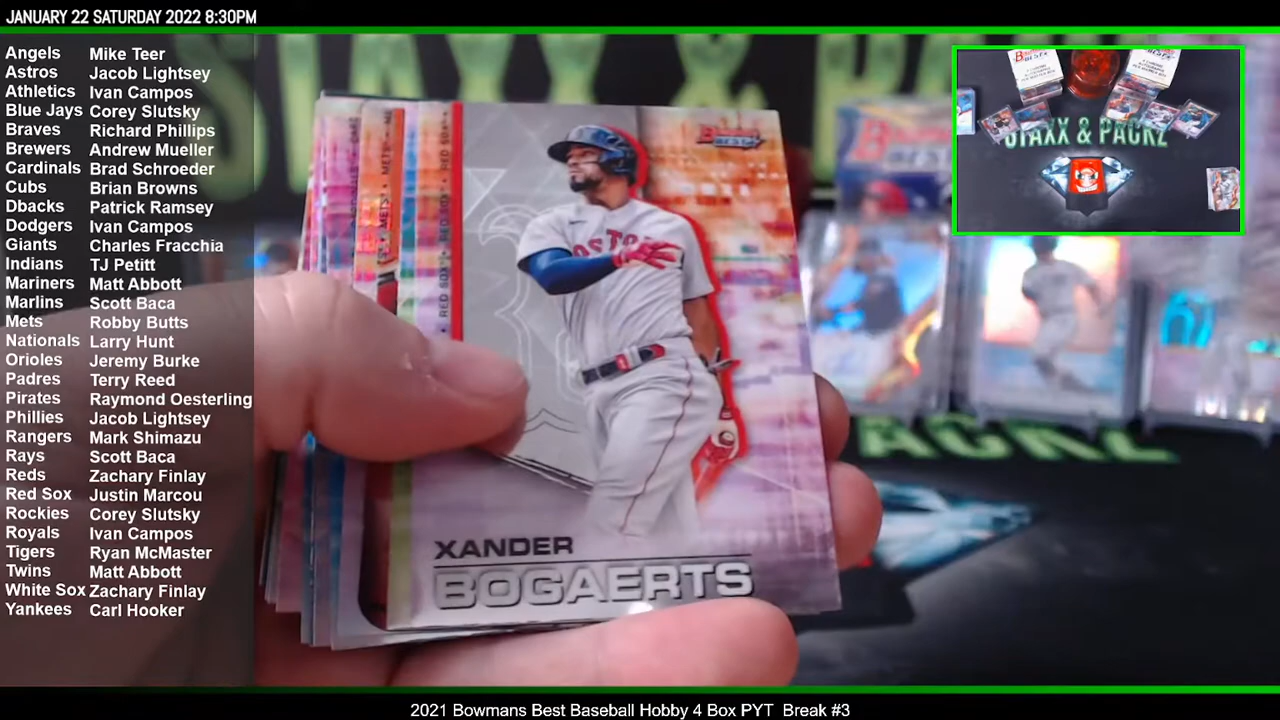 JANUARY 22 SATURDAY 2022 8:30PM
Angels Mike Teer
Astros Jacob Lightsey
Athletics Ivan Campos
Blue Jays Corey Slutsky
Braves Richard Phillips
Brewers Andrew Mueller
Cardinals Brad Schroeder
Cubs Brian Browns
Dbacks Patrick Ramsey
Dodgers Ivan Campos
Giants Charles Fracchia
Indians TJ Petitt
Mariners Matt Abbott
Marlins Scott Baca
Mets Robby Butts
Nationals Larry Hunt
Orioles Jeremy Burke
Padres Terry Reed
Pirates Raymond Oesterling
Phillies Jacob Lightsey
Rangers Mark Shimazu
Rays Scott Baca
Reds Zachary Finlay
Red Sox Justin Marcou
Rockies Corey Slutsky
Royals Ivan Campos
Tigers Ryan McMaster
Twins Matt Abbott
White Sox Zachary Finlay
Yankees Carl Hooker
Bowman's
BEST
BOSTON
RED SOX
METS
XANDER
BOGAERTS
STAXX & PACKZ
2021 Bowmans Best Baseball Hobby 4 Box PYT Break #3